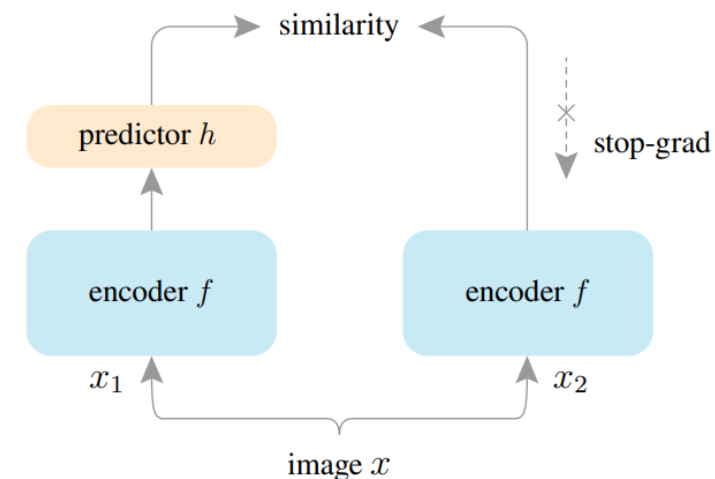 similarity
predictor h
stop-grad
encoder f
encoder f
x₁
x₂
image x